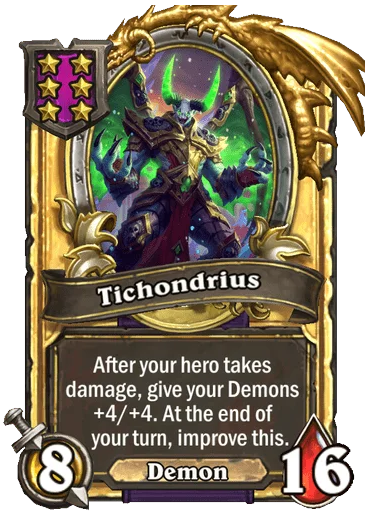 Tichondrius
After your hero takes
damage, give your Demons
+4/+4. At the end of
your turn, improve this.
8
Demon
16